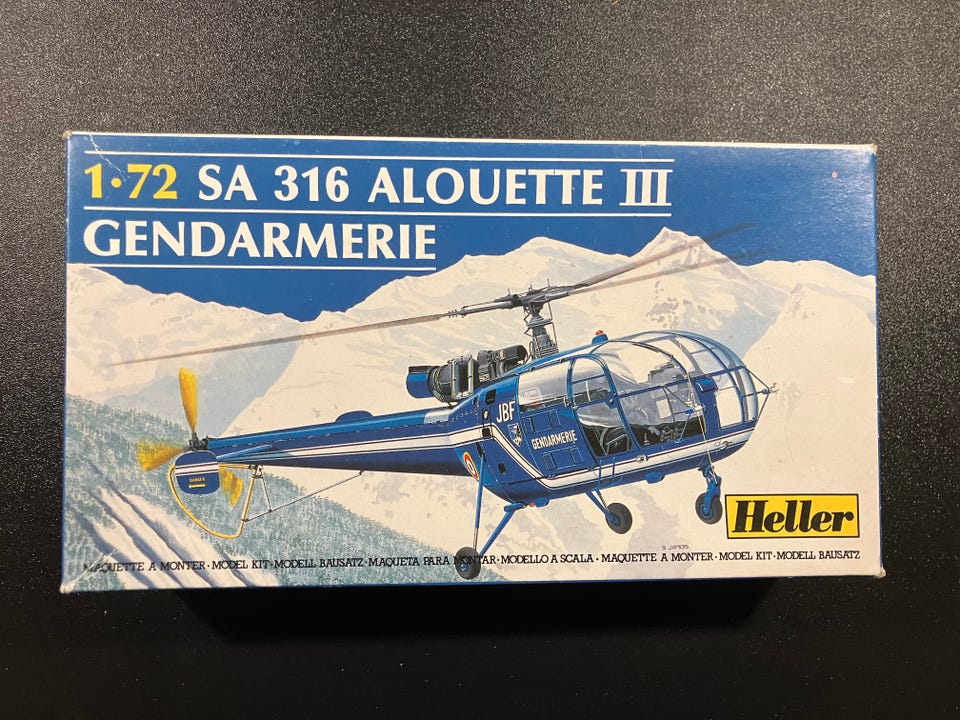 1·72 SA 316 ALOUETTE III
GENDARMERIE
JBF
GENDARMERIE
DANGER
Heller
MAQUETTE A MONTER · MODEL KIT · MODELL BAUSATZ · MAQUETA PARA MONTAR · MODELLO A SCALA · MAQUETTE A MONTER · MODEL KIT · MODELL BAUSATZ